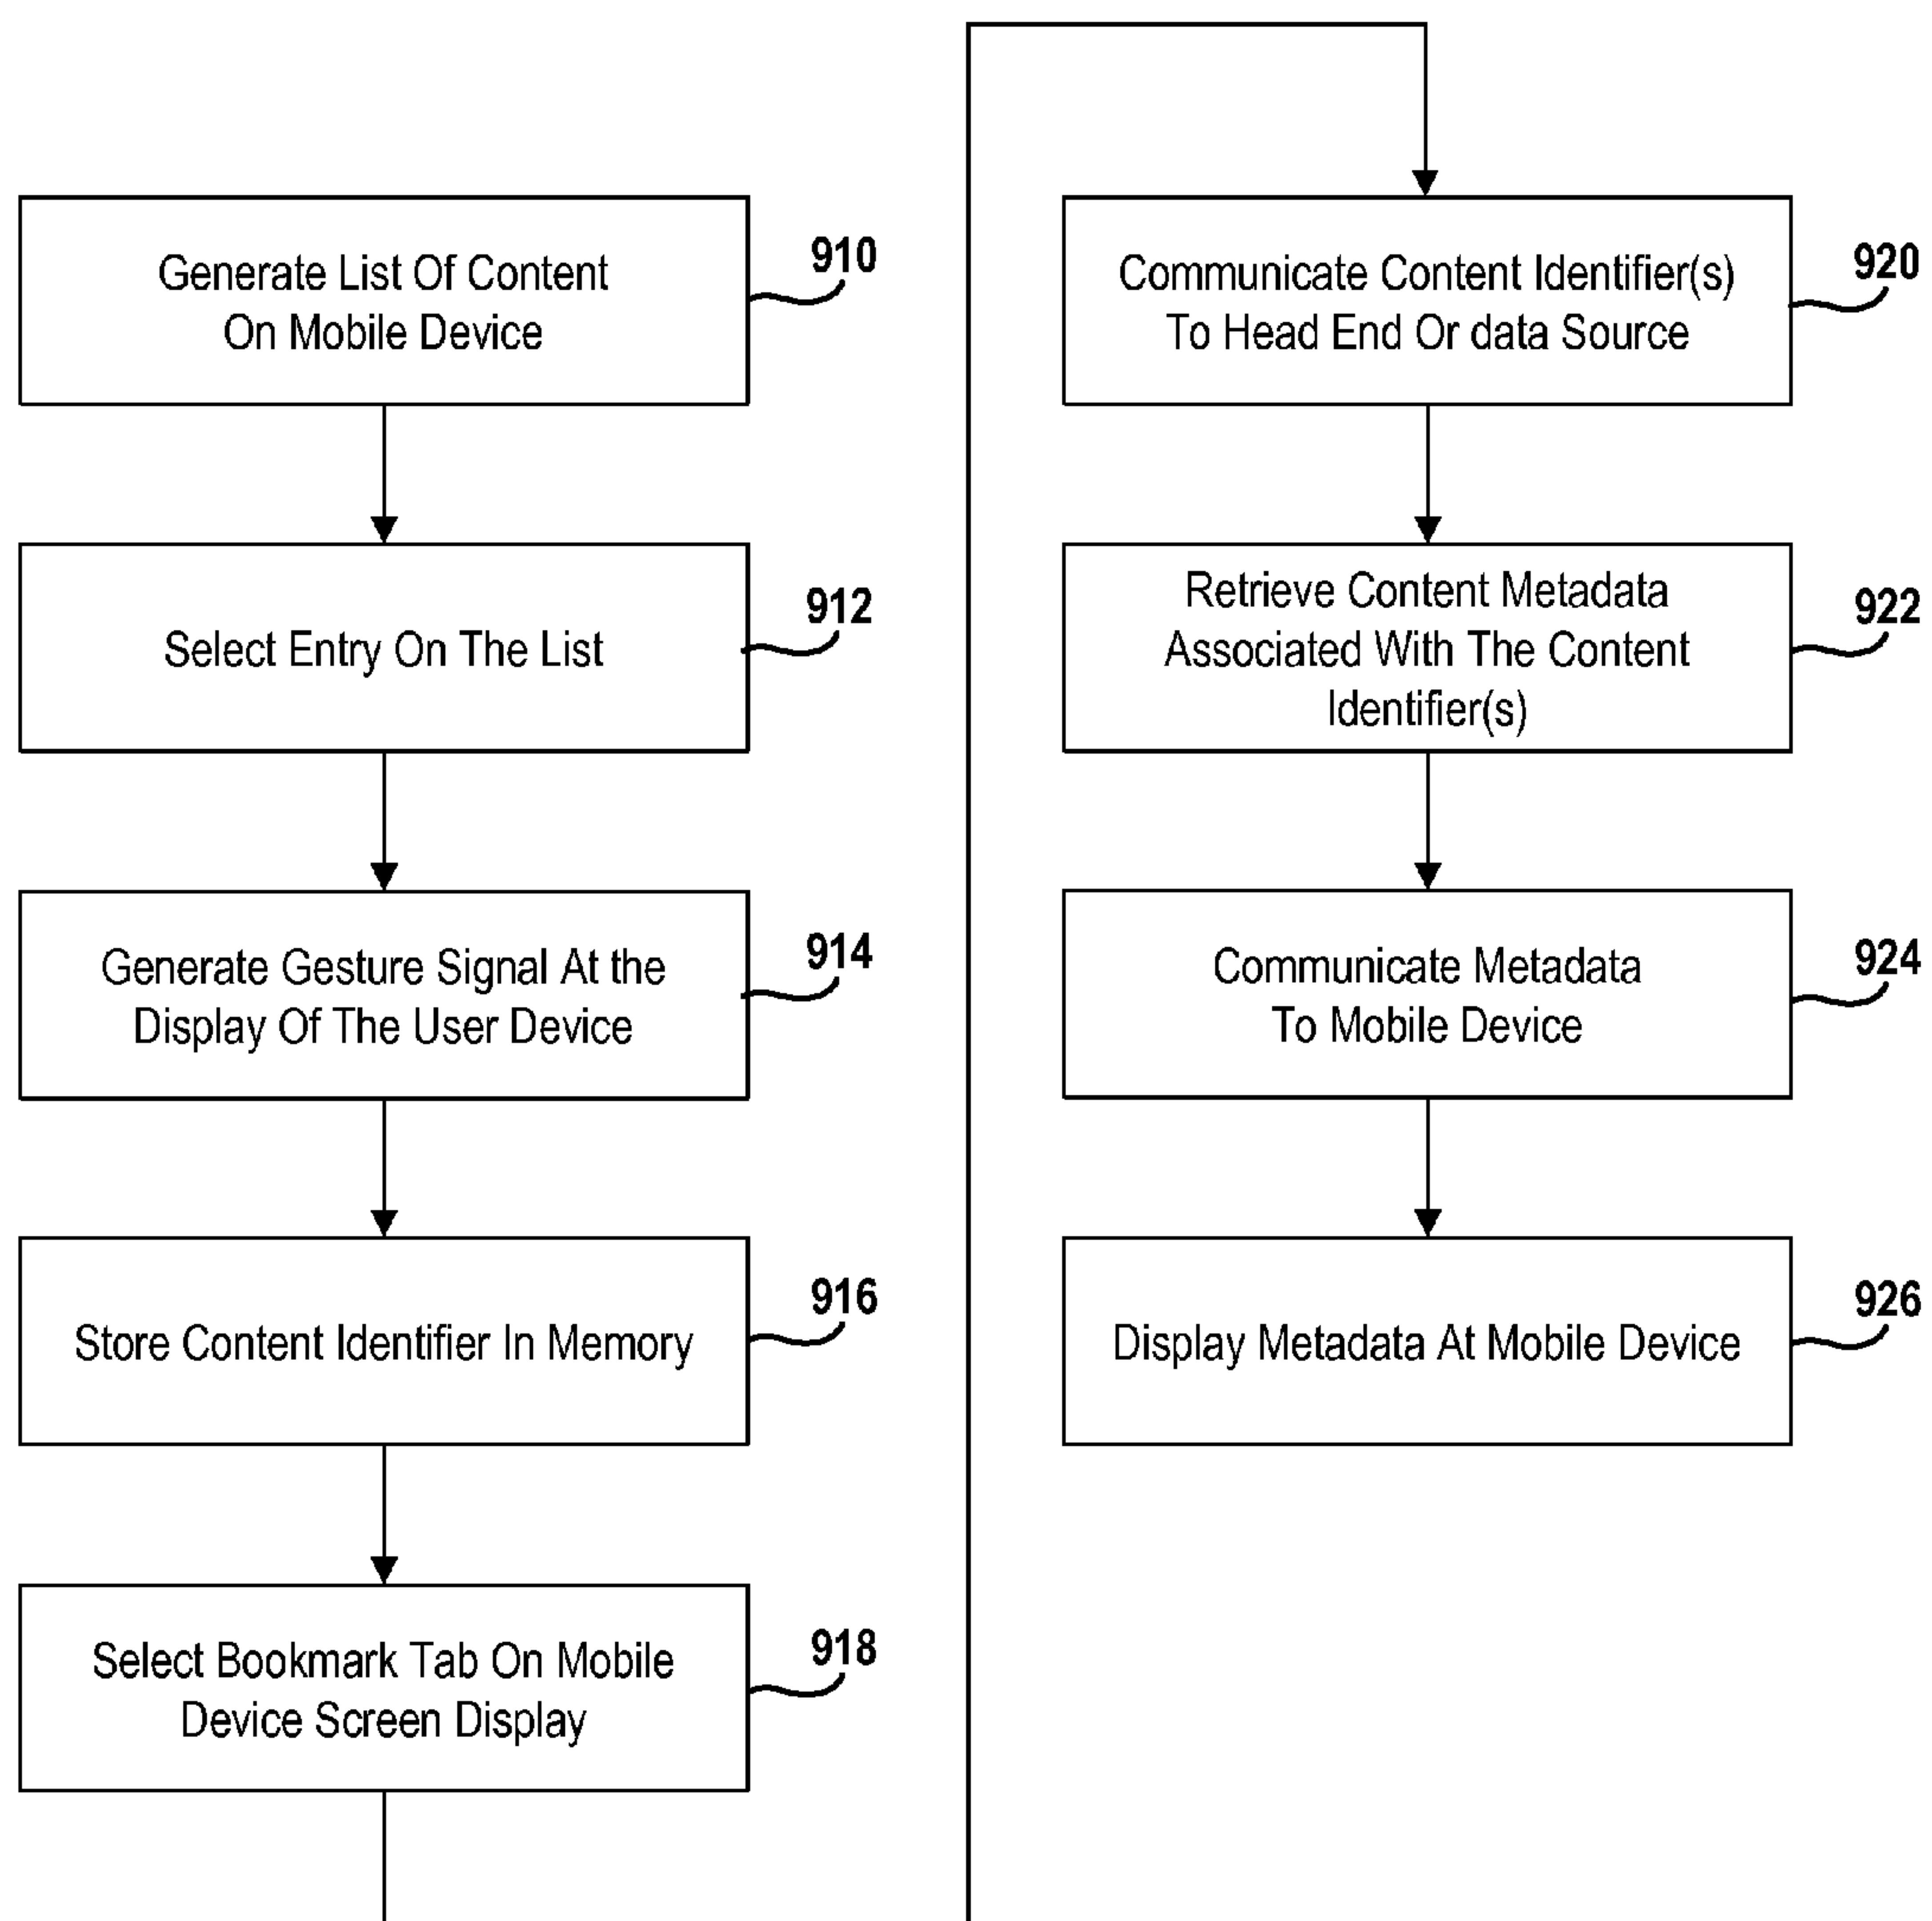 Generate List Of Content
On Mobile Device
910
Select Entry On The List
912
Generate Gesture Signal At the
Display Of The User Device
914
Store Content Identifier In Memory
916
Select Bookmark Tab On Mobile
Device Screen Display
918
Communicate Content Identifier(s)
To Head End Or data Source
920
Retrieve Content Metadata
Associated With The Content
Identifier(s)
922
Communicate Metadata
To Mobile Device
924
Display Metadata At Mobile Device
926